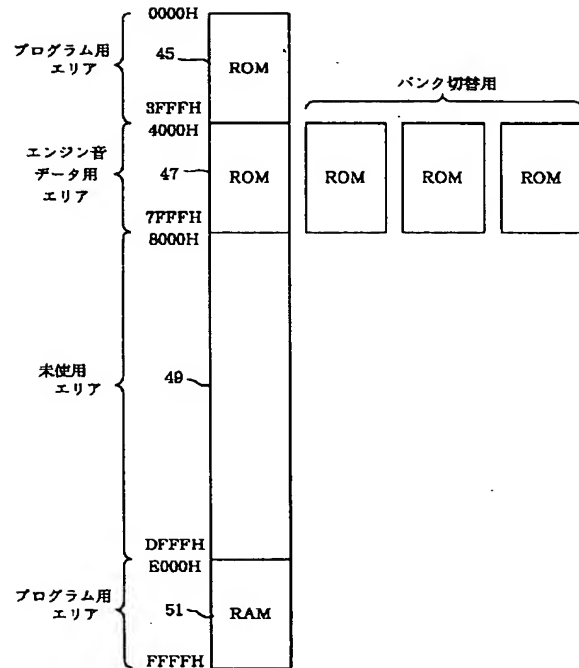 0000H
プログラム用
エリア
45
ROM
3FFFH
バンク切替用
4000H
エンジン音
データ用
エリア
47
ROM
ROM
ROM
ROM
7FFFH
8000H
未使用
エリア
49
DFFFH
E000H
プログラム用
エリア
51
RAM
FFFFH